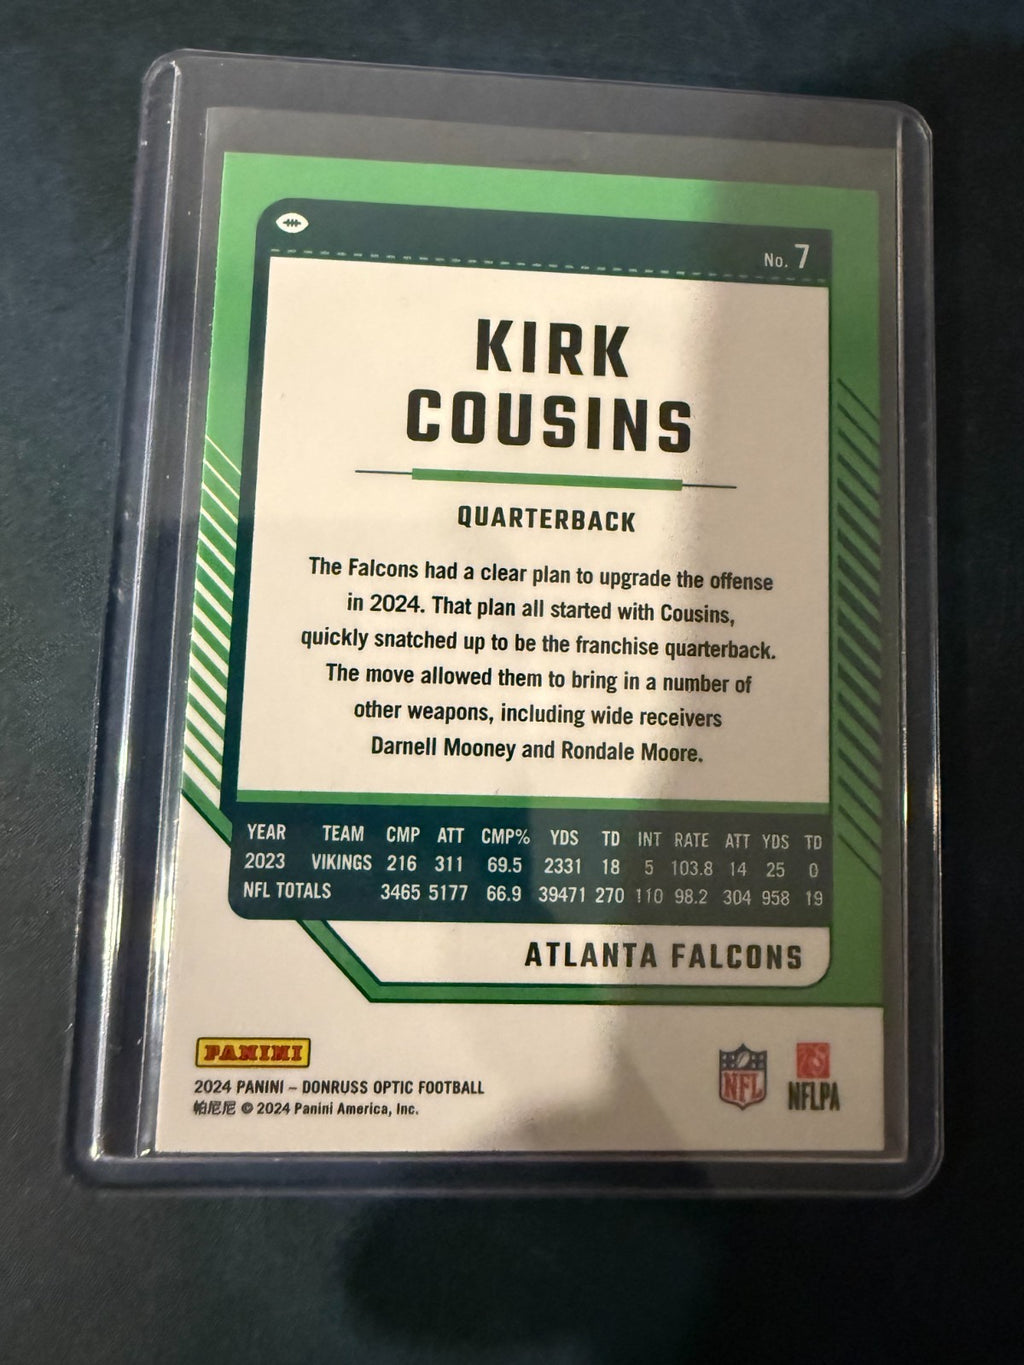 No. 7
KIRK
COUSINS
QUARTERBACK
The Falcons had a clear plan to upgrade the offense
in 2024. That plan all started with Cousins,
quickly snatched up to be the franchise quarterback.
The move allowed them to bring in a number of
other weapons, including wide receivers
Darnell Mooney and Rondale Moore.
YEAR TEAM CMP ATT CMP% YDS TD INT RATE ATT YDS TD
2023 VIKINGS 216 311 69.5 2331 18 5 103.8 14 25 0
NFL TOTALS 3465 5177 66.9 39471 270 110 98.2 304 958 19
ATLANTA FALCONS
PANINI
2024 PANINI – DONRUSS OPTIC FOOTBALL
帕尼尼 © 2024 Panini America, Inc.
NFL
NFLPA